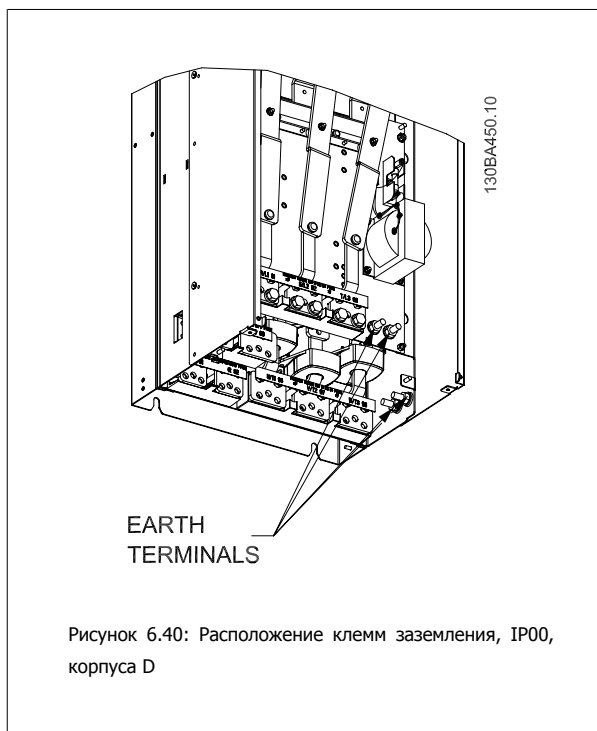 130BA450.10
EARTH
TERMINALS
Рисунок 6.40: Расположение клемм заземления, IP00,
корпуса D